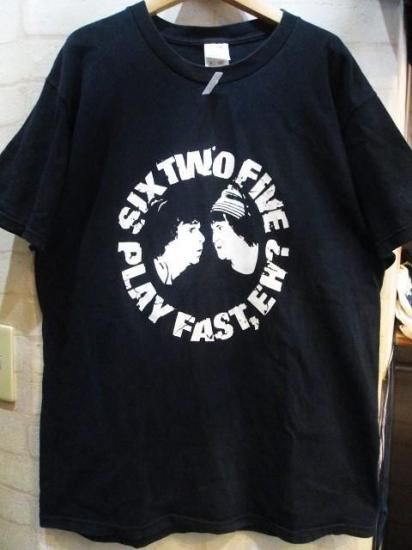 SIX TWO FIVE
PLAY FAST, EH?